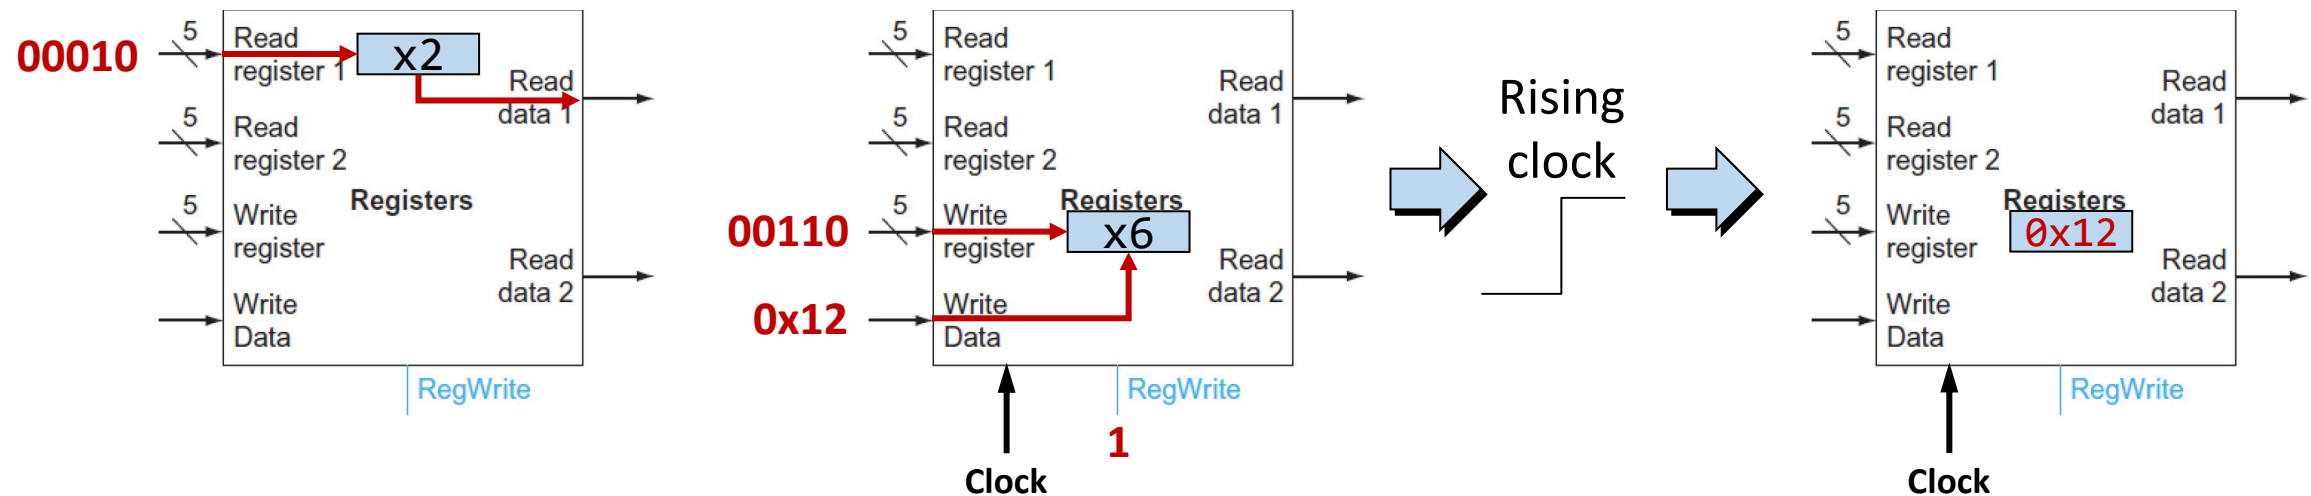 00010
5
Read
register 1
x2
Read
data 1
5
Read
register 2
5
Write
register
Registers
Read
data 2
Write
Data
RegWrite
5
Read
register 1
Read
data 1
5
Read
register 2
00110
5
Write
register
Registers
x6
Read
data 2
0x12
Write
Data
RegWrite
1
Clock
Rising
clock
5
Read
register 1
Read
data 1
5
Read
register 2
5
Write
register
Registers
0x12
Read
data 2
Write
Data
RegWrite
Clock